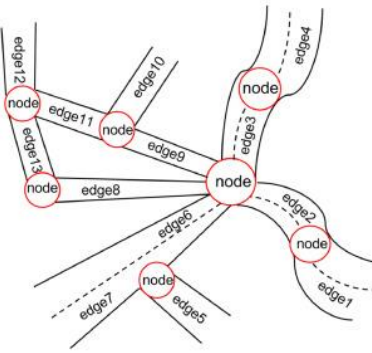 edge12
edge10
edge4
node
node
edge11
node
edge3
edge9
edge13
node
edge8
node
edge2
edge6
node
edge1
node
edge7
edge5